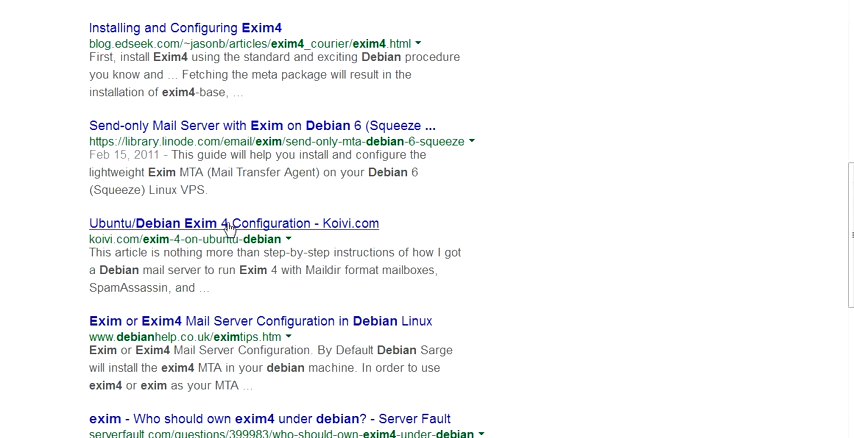 Installing and Configuring Exim4
blog.edseek.com/~jasonb/articles/exim4_courier/exim4.html
First, install Exim4 using the standard and exciting Debian procedure
you know and ... Fetching the meta package will result in the
installation of exim4-base, ...
Send-only Mail Server with Exim on Debian 6 (Squeeze ...
https://library.linode.com/email/exim/send-only-mta-debian-6-squeeze
Feb 15, 2011 - This guide will help you install and configure the
lightweight Exim MTA (Mail Transfer Agent) on your Debian 6
(Squeeze) Linux VPS.
Ubuntu/Debian Exim 4 Configuration - Koivi.com
koivi.com/exim-4-on-ubuntu-debian
This article is nothing more than step-by-step instructions of how I got
a Debian mail server to run Exim 4 with Maildir format mailboxes,
SpamAssassin, and ...
Exim or Exim4 Mail Server Configuration in Debian Linux
www.debianhelp.co.uk/eximtips.htm
Exim or Exim4 Mail Server Configuration. By Default Debian Sarge
will install the exim4 MTA in your debian machine. In order to use
exim4 or exim as your MTA ...
exim - Who should own exim4 under debian? - Server Fault
serverfault.com/questions/399983/who-should-own-exim4-under-debian